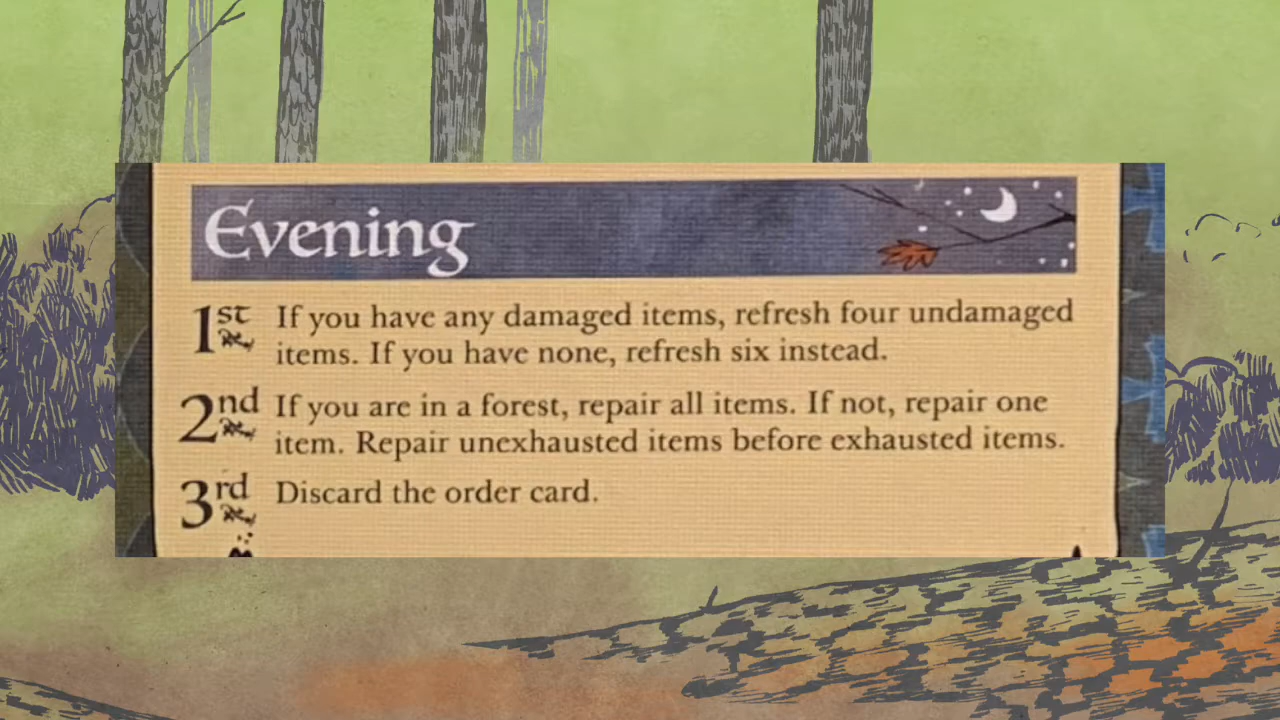 Evening
1st If you have any damaged items, refresh four undamaged
items. If you have none, refresh six instead.
2nd If you are in a forest, repair all items. If not, repair one
item. Repair unexhausted items before exhausted items.
3rd Discard the order card.